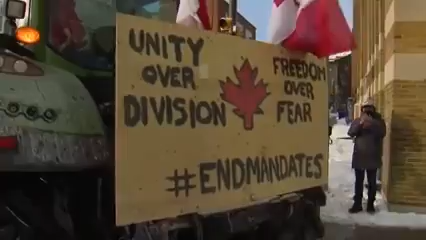 UNITY
OVER
DIVISION
FREEDOM
OVER
FEAR
#ENDMANDATES